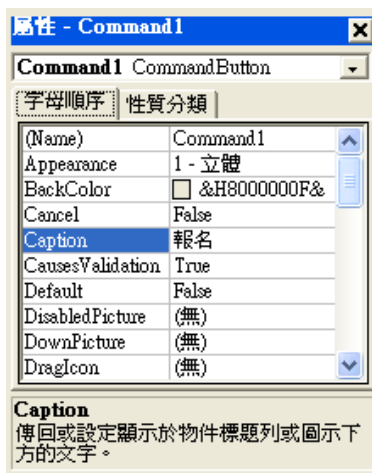 屬性 - Command1
Command1 CommandButton
字母順序 性質分類
(Name) Command1
Appearance 1 - 立體
BackColor &H8000000F&
Cancel False
Caption 報名
CausesValidation True
Default False
DisabledPicture (無)
DownPicture (無)
DragIcon (無)
Caption
傳回或設定顯示於物件標題列或圖示下
方的文字。